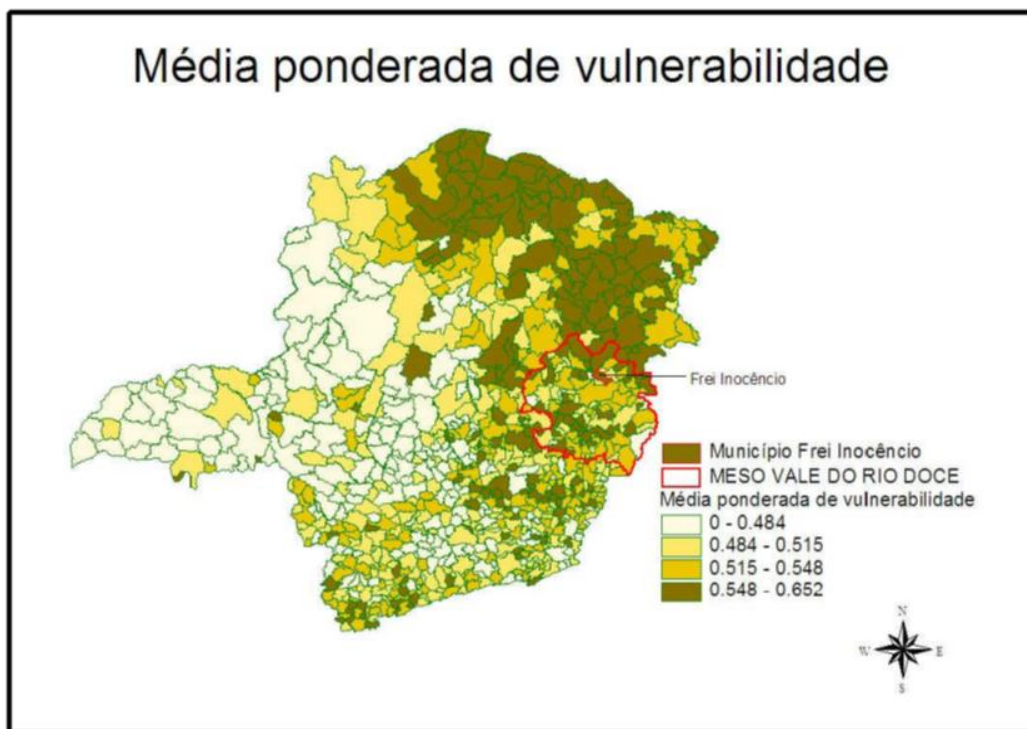 Média ponderada de vulnerabilidade
Frei Inocêncio
Município Frei Inocêncio
MESO VALE DO RIO DOCE
Média ponderada de vulnerabilidade
0 - 0.484
0.484 - 0.515
0.515 - 0.548
0.548 - 0.652
N
W E
S